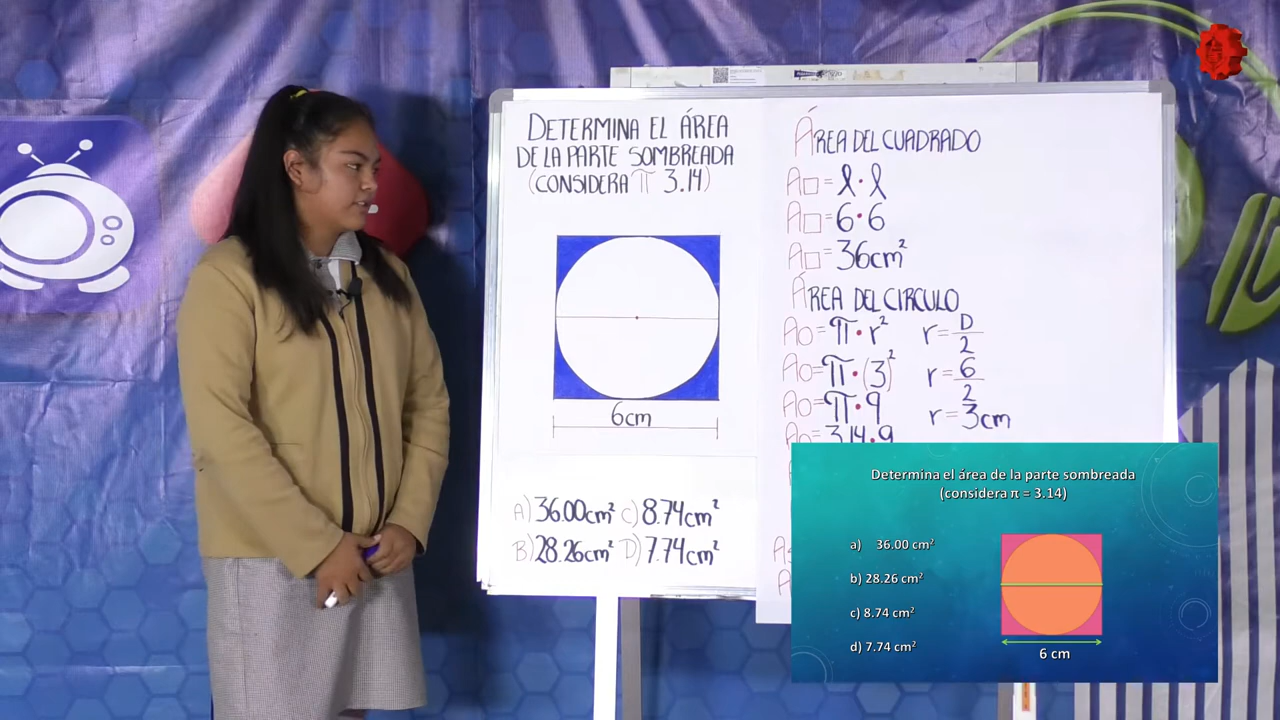 DETERMINA EL ÁREA
DE LA PARTE SOMBREADA
(CONSIDERA π 3.14)
6cm
A) 36.00cm² C) 8.74cm²
B) 28.26cm² D) 7.74cm²
ÁREA DEL CUADRADO
A□=l·l
A□=6·6
A□=36cm²
ÁREA DEL CIRCULO
A○=π·r² r=D/2
A○=π·(3)² r=6/2
A○=π·9 r=3cm
A○=3.14·9
Determina el área de la parte sombreada
(considera π = 3.14)
a) 36.00 cm²
b) 28.26 cm²
c) 8.74 cm²
d) 7.74 cm²
6 cm